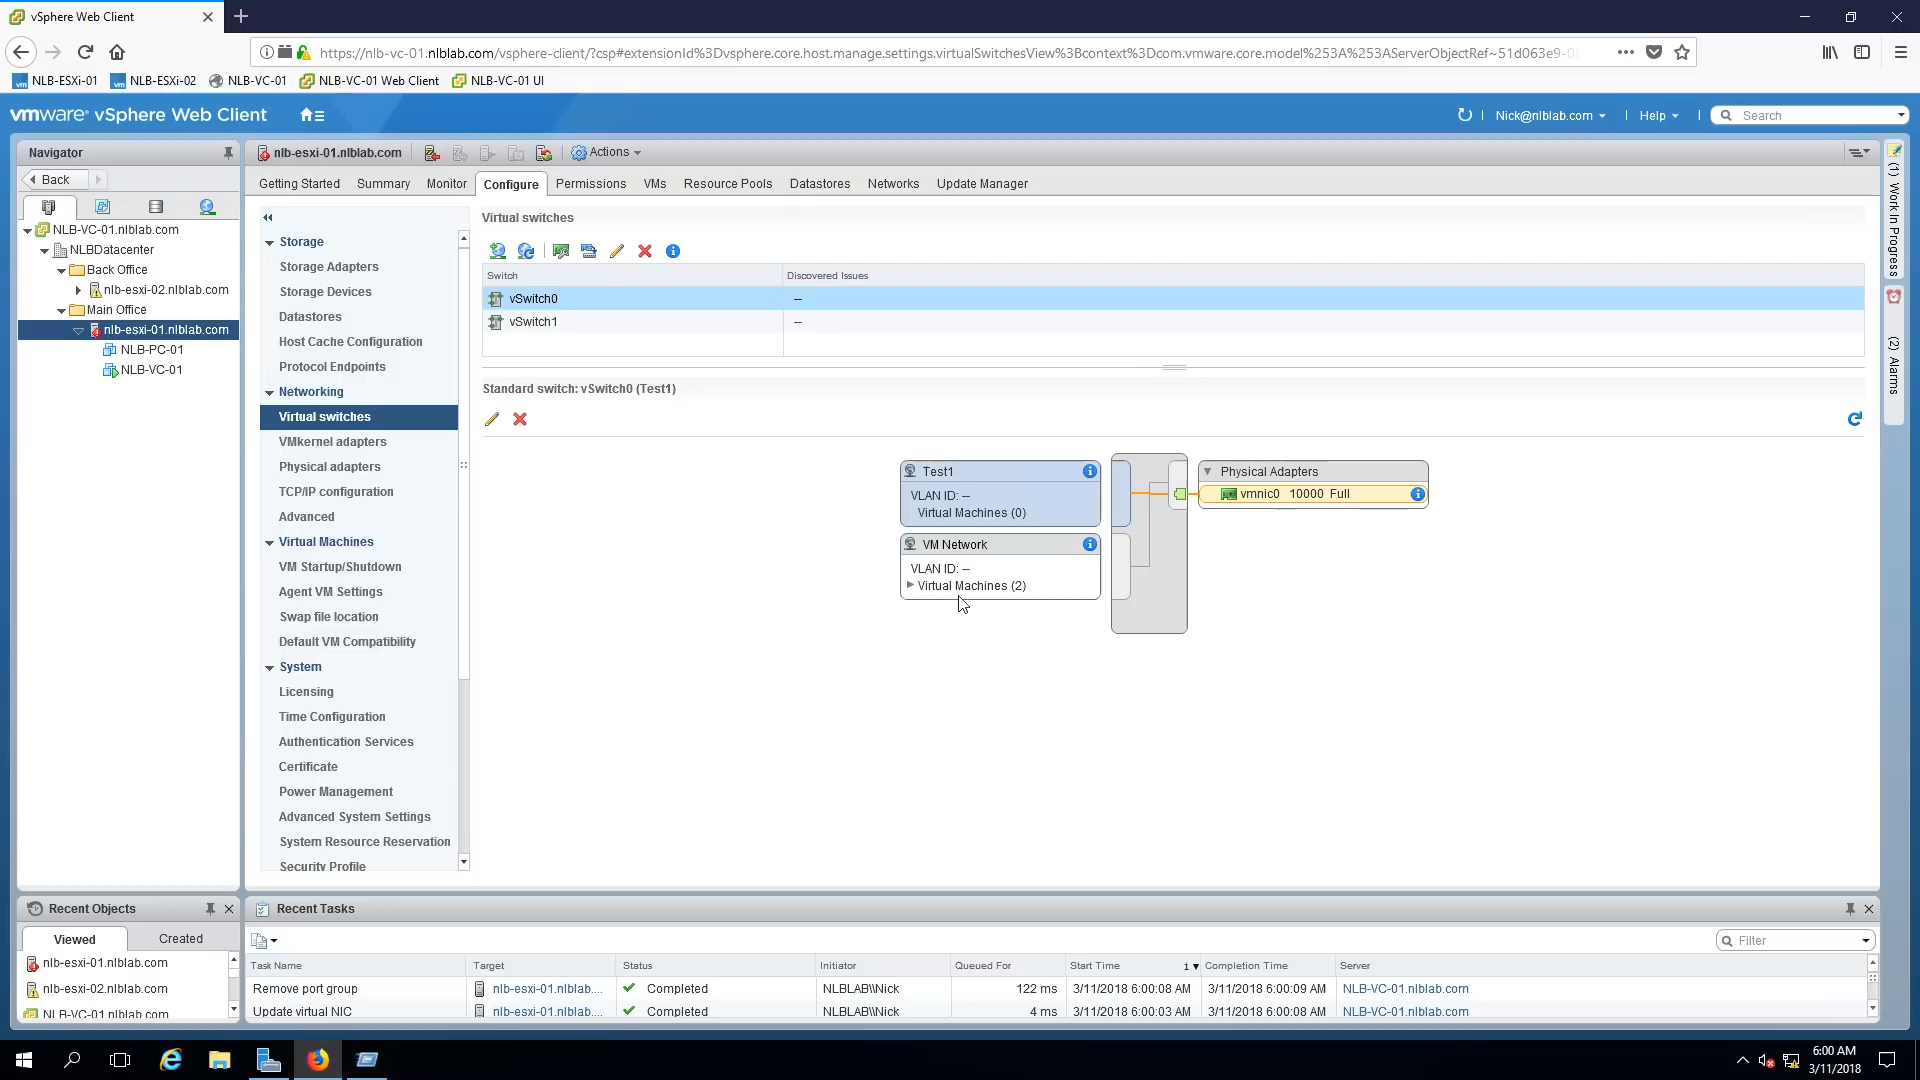 vSphere Web Client
https://nlb-vc-01.nlblab.com/vsphere-client/?csp#extensionId%3Dvsphere.core.host.manage.settings.virtualSwitchesView%3Bcontext%3Dcom.vmware.core.model%253A%253AServerObjectRef~51d063e9-0
NLB-ESXi-01
NLB-ESXi-02
NLB-VC-01
NLB-VC-01 Web Client
NLB-VC-01 UI
vmware® vSphere Web Client
Nick@nlblab.com
Help
Search
Navigator
Back
NLB-VC-01.nlblab.com
NLBDatacenter
Back Office
nlb-esxi-02.nlblab.com
Main Office
nlb-esxi-01.nlblab.com
NLB-PC-01
NLB-VC-01
nlb-esxi-01.nlblab.com
Actions
Getting Started
Summary
Monitor
Configure
Permissions
VMs
Resource Pools
Datastores
Networks
Update Manager
Storage
Storage Adapters
Storage Devices
Datastores
Host Cache Configuration
Protocol Endpoints
Networking
Virtual switches
VMkernel adapters
Physical adapters
TCP/IP configuration
Advanced
Virtual Machines
VM Startup/Shutdown
Agent VM Settings
Swap file location
Default VM Compatibility
System
Licensing
Time Configuration
Authentication Services
Certificate
Power Management
Advanced System Settings
System Resource Reservation
Security Profile
Virtual switches
Switch
Discovered Issues
vSwitch0
--
vSwitch1
--
Standard switch: vSwitch0 (Test1)
Test1
VLAN ID: --
Virtual Machines (0)
VM Network
VLAN ID: --
Virtual Machines (2)
Physical Adapters
vmnic0 10000 Full
(1) Work In Progress
(2) Alarms
Recent Objects
Viewed
Created
nlb-esxi-01.nlblab.com
nlb-esxi-02.nlblab.com
NLB-VC-01.nlblab.com
Recent Tasks
Filter
Task Name
Target
Status
Initiator
Queued For
Start Time
1
Completion Time
Server
Remove port group
nlb-esxi-01.nlblab....
Completed
NLBLAB\\Nick
122 ms
3/11/2018 6:00:08 AM
3/11/2018 6:00:09 AM
NLB-VC-01.nlblab.com
Update virtual NIC
nlb-esxi-01.nlblab....
Completed
NLBLAB\\Nick
4 ms
3/11/2018 6:00:03 AM
3/11/2018 6:00:08 AM
NLB-VC-01.nlblab.com
6:00 AM
3/11/2018